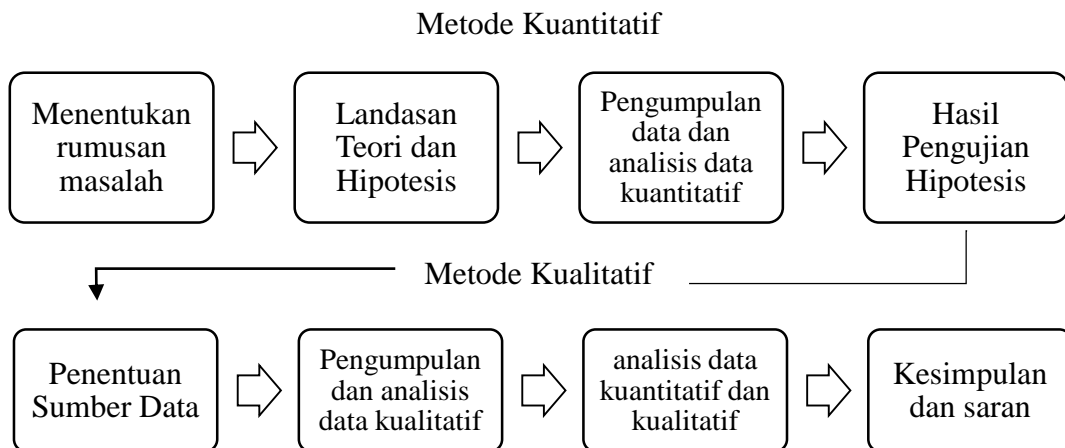 Metode Kuantitatif
Menentukan
rumusan
masalah
Landasan
Teori dan
Hipotesis
Pengumpulan
data dan
analisis data
kuantitatif
Hasil
Pengujian
Hipotesis
Metode Kualitatif
Penentuan
Sumber Data
Pengumpulan
dan analisis
data kualitatif
analisis data
kuantitatif dan
kualitatif
Kesimpulan
dan saran